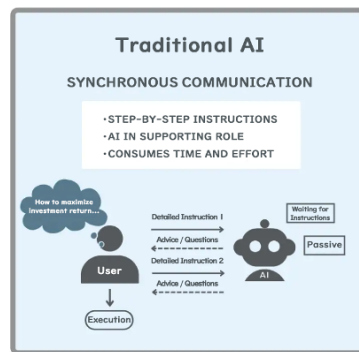 Traditional AI
SYNCHRONOUS COMMUNICATION
・STEP-BY-STEP INSTRUCTIONS
・AI IN SUPPORTING ROLE
・CONSUMES TIME AND EFFORT
How to maximize
investment return...
Detailed Instruction 1
Advice / Questions
Detailed Instruction 2
Advice / Questions
Waiting for
Instructions
Passive
User
AI
Execution